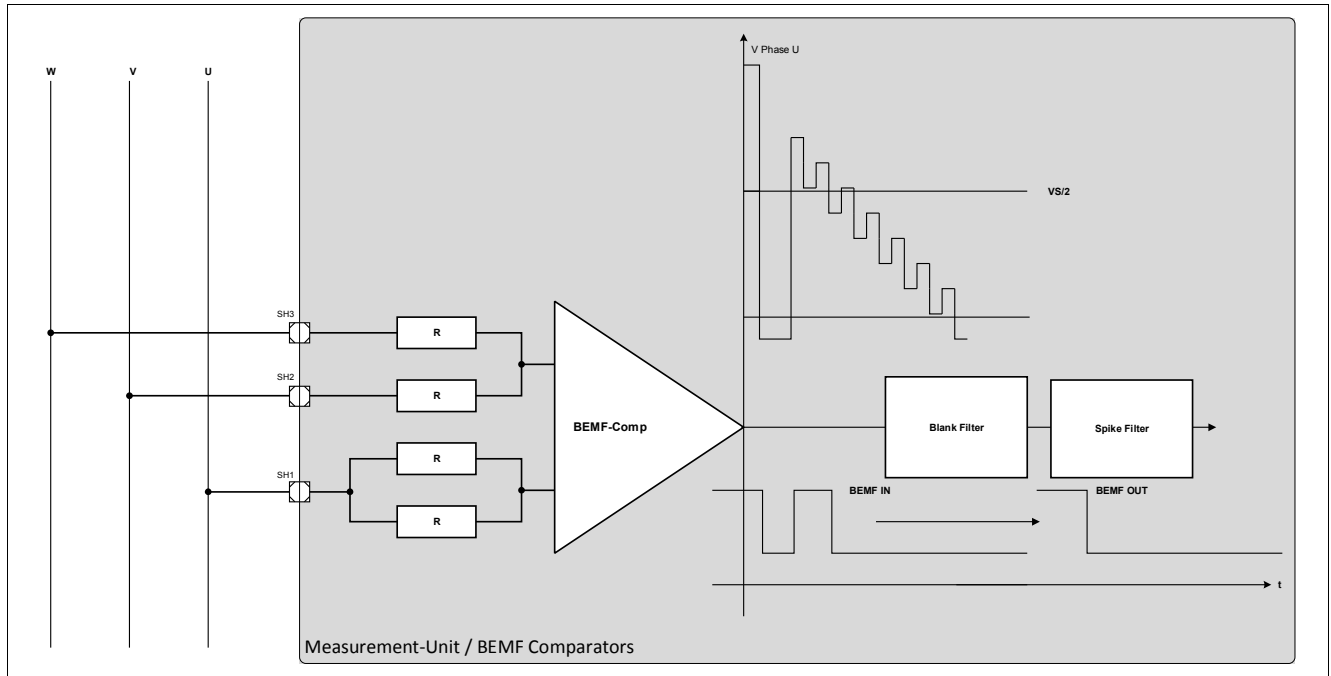 V Phase U
W
V
U
VS/2
SH3
R
SH2
R
BEMF-Comp
Blank Filter
Spike Filter
SH1
R
R
BEMF IN
BEMF OUT
t
Measurement-Unit / BEMF Comparators